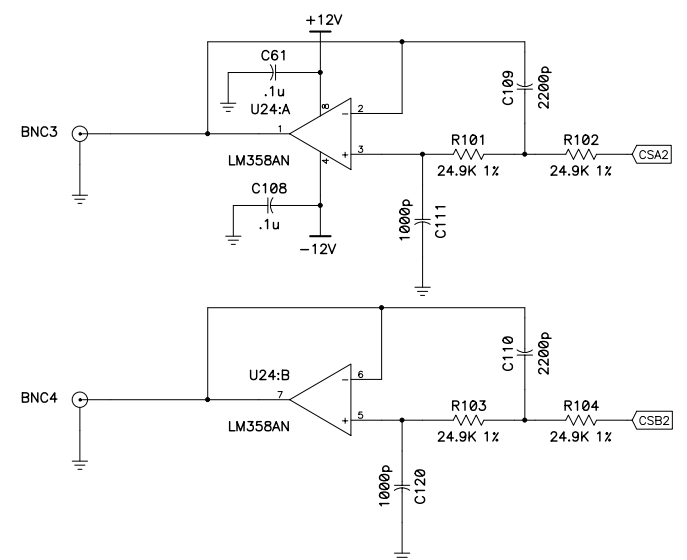 +12V
C61
.1u
U24:A
8
C109
2200p
BNC3
1
2
3
4
LM358AN
R101
24.9K 1%
R102
24.9K 1%
CSA2
C108
.1u
-12V
1000p
C111
U24:B
C110
2200p
BNC4
7
6
5
LM358AN
R103
24.9K 1%
R104
24.9K 1%
CSB2
1000p
C120